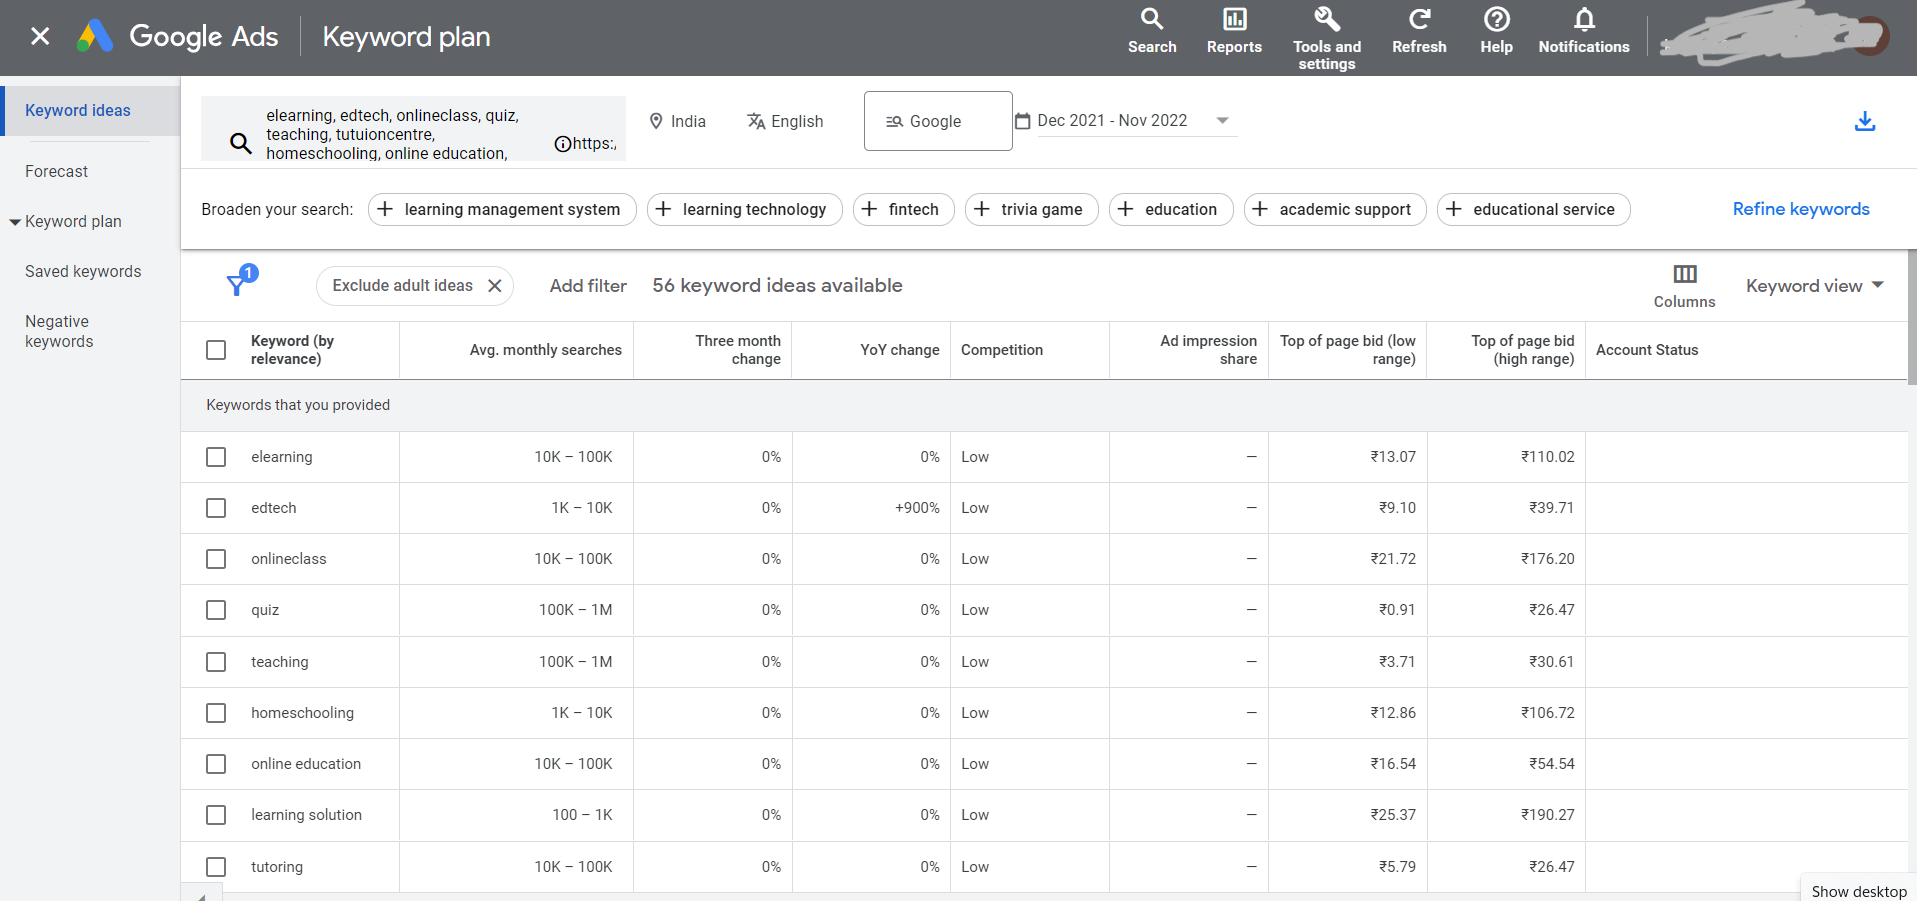 Google Ads
Keyword plan
Search
Reports
Tools and
settings
Refresh
Help
Notifications
Keyword ideas
Forecast
Keyword plan
Saved keywords
Negative
keywords
elearning, edtech, onlineclass, quiz,
teaching, tutuioncentre,
homeschooling, online education,
https:/
India
English
Google
Dec 2021 - Nov 2022
Broaden your search:
learning management system
learning technology
fintech
trivia game
education
academic support
educational service
Refine keywords
1
Exclude adult ideas
Add filter
56 keyword ideas available
Columns
Keyword view
Keyword (by
relevance)
Avg. monthly searches
Three month
change
YoY change
Competition
Ad impression
share
Top of page bid (low
range)
Top of page bid
(high range)
Account Status
Keywords that you provided
elearning 10K – 100K 0% 0% Low — ₹13.07 ₹110.02
edtech 1K – 10K 0% +900% Low — ₹9.10 ₹39.71
onlineclass 10K – 100K 0% 0% Low — ₹21.72 ₹176.20
quiz 100K – 1M 0% 0% Low — ₹0.91 ₹26.47
teaching 100K – 1M 0% 0% Low — ₹3.71 ₹30.61
homeschooling 1K – 10K 0% 0% Low — ₹12.86 ₹106.72
online education 10K – 100K 0% 0% Low — ₹16.54 ₹54.54
learning solution 100 – 1K 0% 0% Low — ₹25.37 ₹190.27
tutoring 10K – 100K 0% 0% Low — ₹5.79 ₹26.47
Show desktop